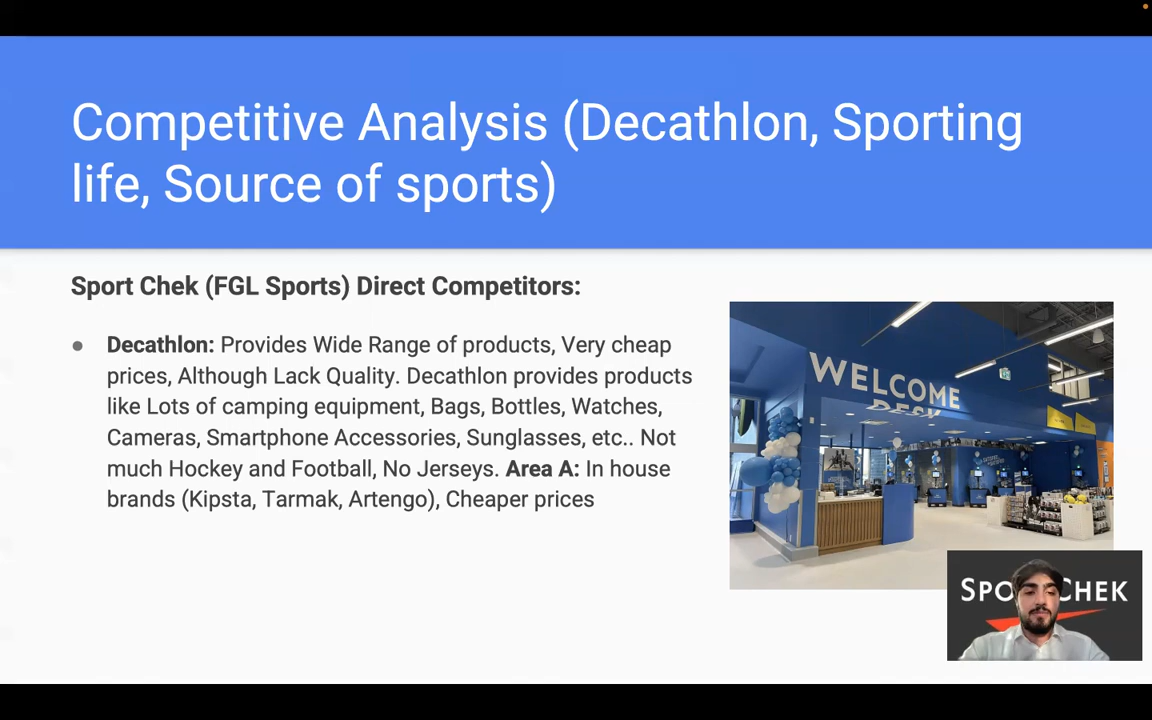 Competitive Analysis (Decathlon, Sporting
life, Source of sports)
Sport Chek (FGL Sports) Direct Competitors:
● Decathlon: Provides Wide Range of products, Very cheap
prices, Although Lack Quality. Decathlon provides products
like Lots of camping equipment, Bags, Bottles, Watches,
Cameras, Smartphone Accessories, Sunglasses, etc.. Not
much Hockey and Football, No Jerseys. Area A: In house
brands (Kipsta, Tarmak, Artengo), Cheaper prices
WELCOME
DESK
SPO CHEK